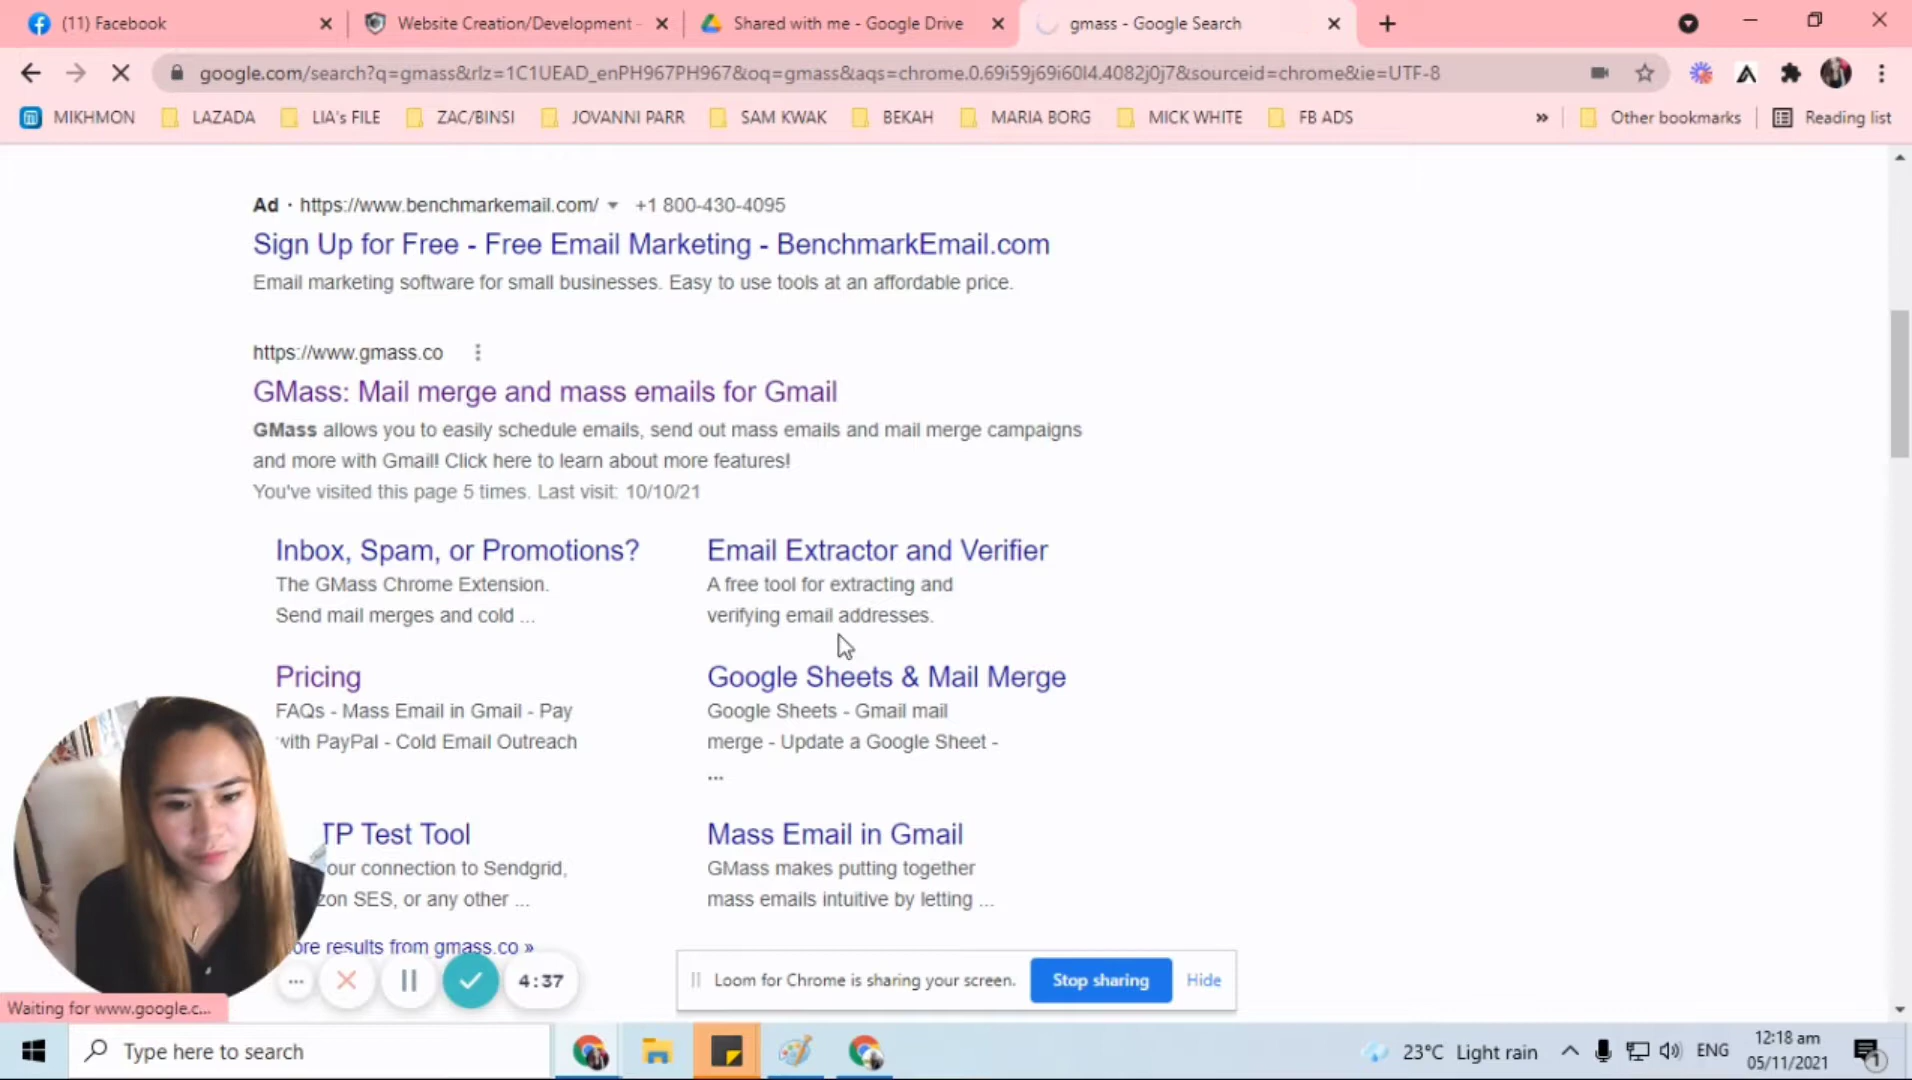 (11) Facebook
Website Creation/Development -
Shared with me - Google Drive
gmass - Google Search
google.com/search?q=gmass&rlz=1C1UEAD_enPH967PH967&oq=gmass&aqs=chrome.0.69i59j69i60l4.4082j0j7&sourceid=chrome&ie=UTF-8
MIKHMON
LAZADA
LIA's FILE
ZAC/BINSI
JOVANNI PARR
SAM KWAK
BEKAH
MARIA BORG
MICK WHITE
FB ADS
»
Other bookmarks
Reading list
Ad · https://www.benchmarkemail.com/ +1 800-430-4095
Sign Up for Free - Free Email Marketing - BenchmarkEmail.com
Email marketing software for small businesses. Easy to use tools at an affordable price.
https://www.gmass.co
GMass: Mail merge and mass emails for Gmail
GMass allows you to easily schedule emails, send out mass emails and mail merge campaigns
and more with Gmail! Click here to learn about more features!
You've visited this page 5 times. Last visit: 10/10/21
Inbox, Spam, or Promotions?
The GMass Chrome Extension.
Send mail merges and cold ...
Email Extractor and Verifier
A free tool for extracting and
verifying email addresses.
Pricing
FAQs - Mass Email in Gmail - Pay
with PayPal - Cold Email Outreach
Google Sheets & Mail Merge
Google Sheets - Gmail mail
merge - Update a Google Sheet -
...
TP Test Tool
our connection to Sendgrid,
zon SES, or any other ...
Mass Email in Gmail
GMass makes putting together
mass emails intuitive by letting ...
ore results from gmass.co »
4:37
Loom for Chrome is sharing your screen.
Stop sharing
Hide
Waiting for www.google.c...
Type here to search
23°C Light rain
ENG
12:18 am
05/11/2021
1